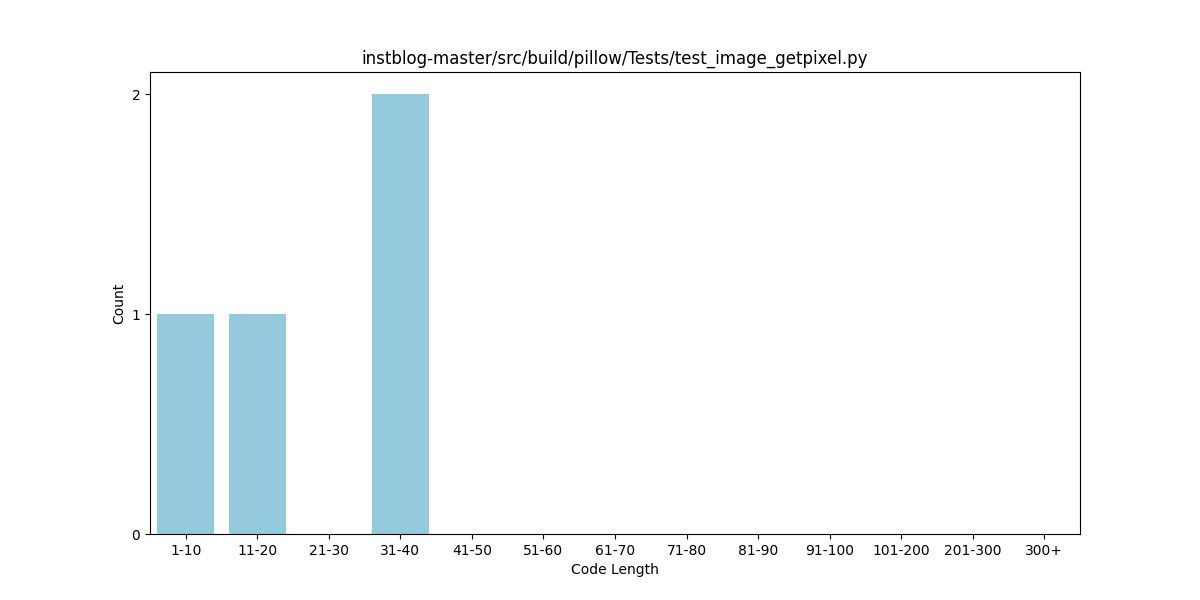 instblog-master/src/build/pillow/Tests/test_image_getpixel.py
2
1
0
Count
1-10 11-20 21-30 31-40 41-50 51-60 61-70 71-80 81-90 91-100 101-200 201-300 300+
Code Length